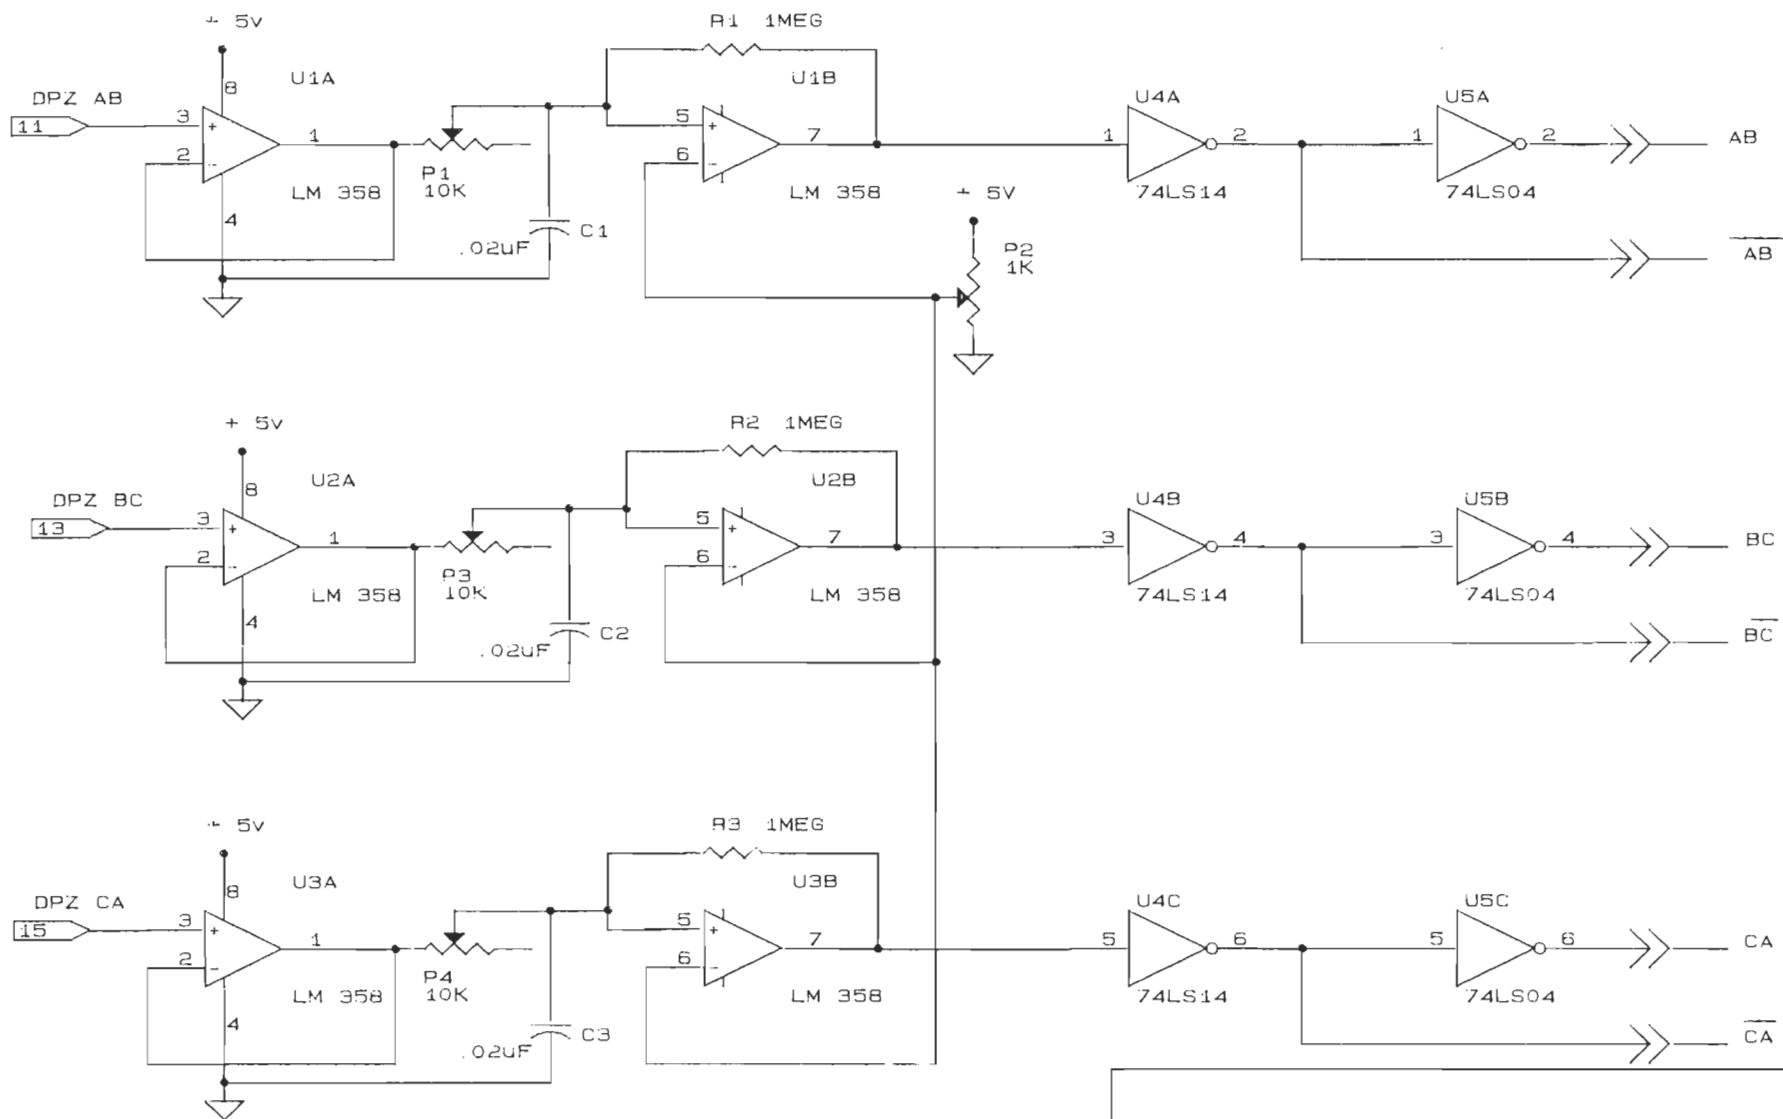 + 5v
R1 1MEG
U1A
U1B
U4A
U5A
DPZ AB
11
3
+
2
-
8
1
4
LM 358
P1
10K
.02uF
C1
5
+
6
-
7
LM 358
+ 5V
P2
1K
1
2
74LS14
1
2
74LS04
AB
A̅B̅
+ 5v
R2 1MEG
U2A
U2B
U4B
U5B
DPZ BC
13
3
+
2
-
8
1
4
LM 358
P3
10K
.02uF
C2
5
+
6
-
7
LM 358
3
4
74LS14
3
4
74LS04
BC
B̅C̅
+ 5v
R3 1MEG
U3A
U3B
U4C
U5C
DPZ CA
15
3
+
2
-
8
1
4
LM 358
P4
10K
.02uF
C3
5
+
6
-
7
LM 358
5
6
74LS14
5
6
74LS04
CA
C̅A̅